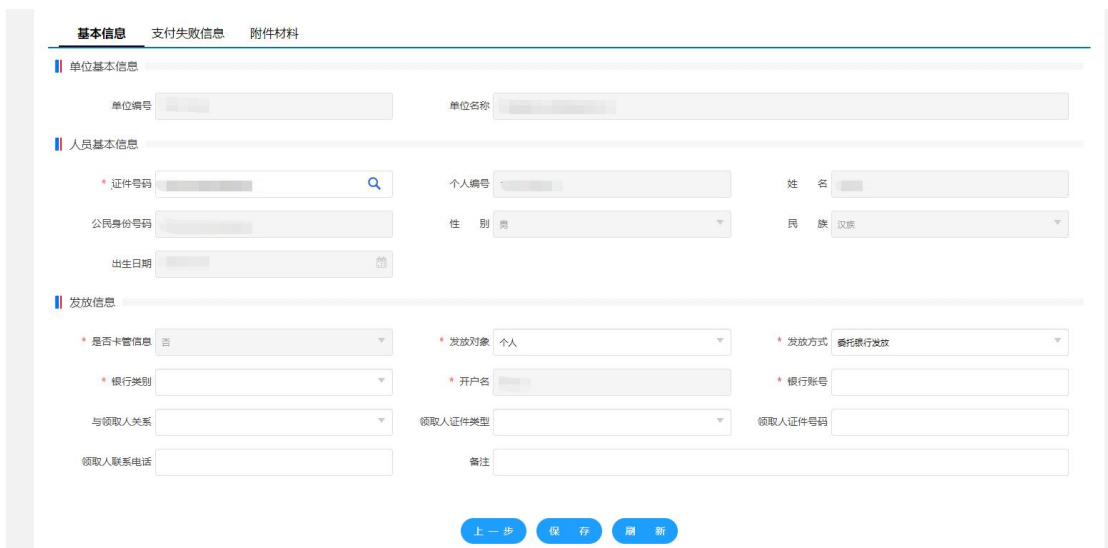 基本信息 支付失败信息 附件材料
单位基本信息
单位编号 单位名称
人员基本信息
* 证件号码 个人编号 姓 名
公民身份号码 性 别 男 民 族 汉族
出生日期
发放信息
* 是否卡管信息 否 * 发放对象 个人 * 发放方式 委托银行发放
* 银行类别 * 开户名 * 银行账号
与领取人关系 领取人证件类型 领取人证件号码
领取人联系电话 备注
上一步 保 存 刷 新